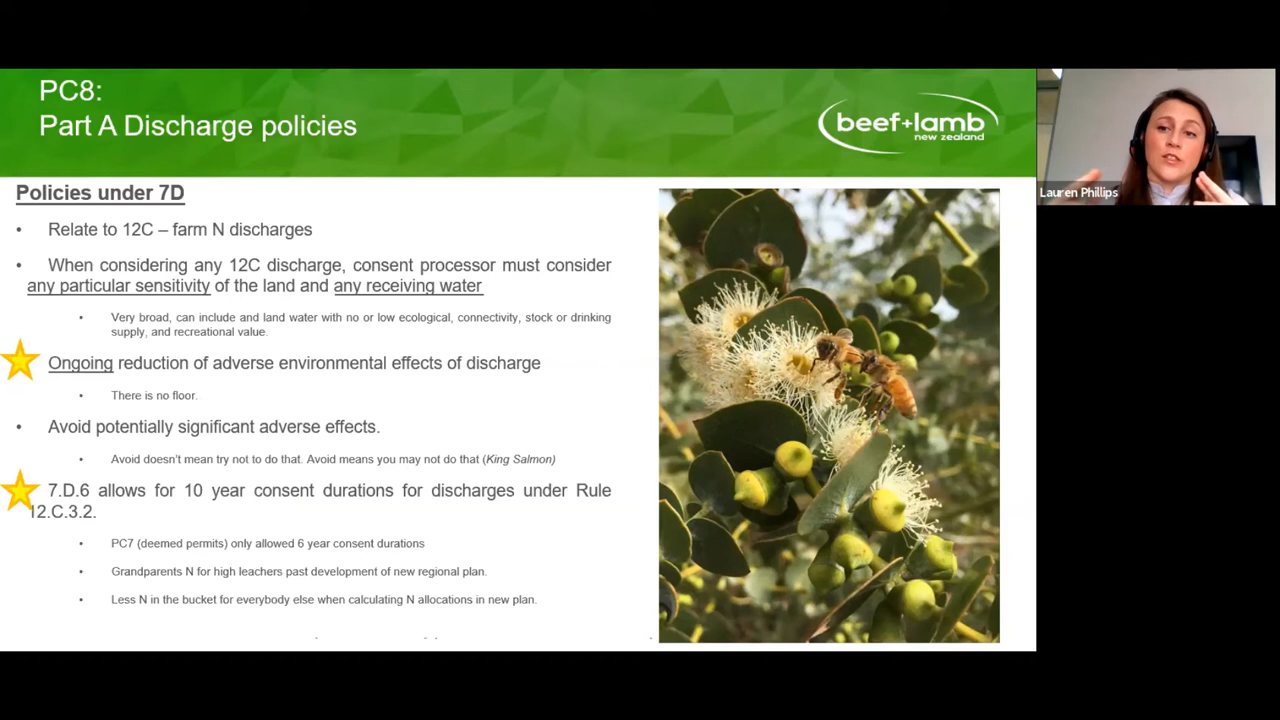 PC8:
Part A Discharge policies
beef+lamb
new zealand
Lauren Phillips
Policies under 7D
• Relate to 12C – farm N discharges
• When considering any 12C discharge, consent processor must consider
any particular sensitivity of the land and any receiving water
• Very broad, can include and land water with no or low ecological, connectivity, stock or drinking
supply, and recreational value.
Ongoing reduction of adverse environmental effects of discharge
• There is no floor.
• Avoid potentially significant adverse effects.
• Avoid doesn't mean try not to do that. Avoid means you may not do that (King Salmon)
7.D.6 allows for 10 year consent durations for discharges under Rule
12.C.3.2.
• PC7 (deemed permits) only allowed 6 year consent durations
• Grandparents N for high leachers past development of new regional plan.
• Less N in the bucket for everybody else when calculating N allocations in new plan.